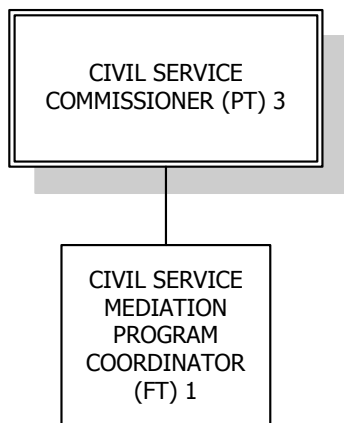 CIVIL SERVICE
COMMISSIONER (PT) 3
CIVIL SERVICE
MEDIATION
PROGRAM
COORDINATOR
(FT) 1